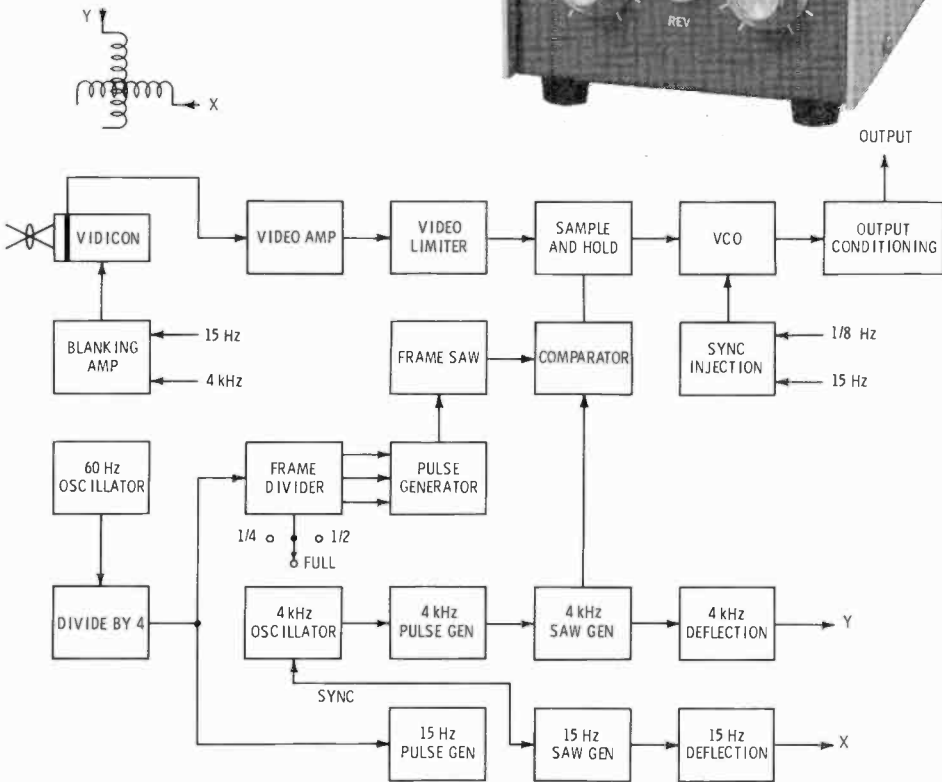 REV
Y
X
OUTPUT
VIDICON
VIDEO AMP
VIDEO
LIMITER
SAMPLE
AND HOLD
VCO
OUTPUT
CONDITIONING
BLANKING
AMP
15 Hz
4 kHz
FRAME SAW
COMPARATOR
SYNC
INJECTION
1/8 Hz
15 Hz
60 Hz
OSCILLATOR
FRAME
DIVIDER
PULSE
GENERATOR
1/4
1/2
FULL
DIVIDE BY 4
4 kHz
OSCILLATOR
4 kHz
PULSE GEN
4 kHz
SAW GEN
4 kHz
DEFLECTION
Y
SYNC
15 Hz
PULSE GEN
15 Hz
SAW GEN
15 Hz
DEFLECTION
X